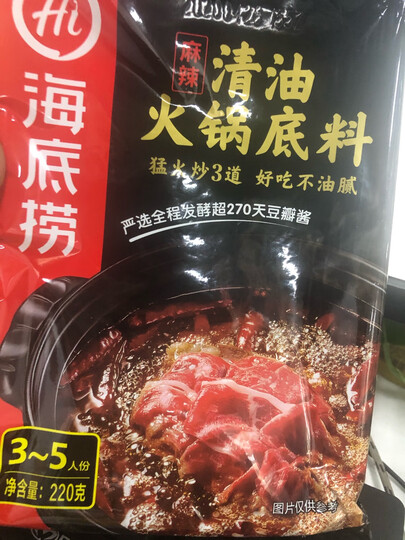 Hi
海底捞
麻辣
清油
火锅底料
猛火炒3道 好吃不油腻
严选全程发酵超270天豆瓣酱
3~5人份
净含量：220克
图片仅供参考